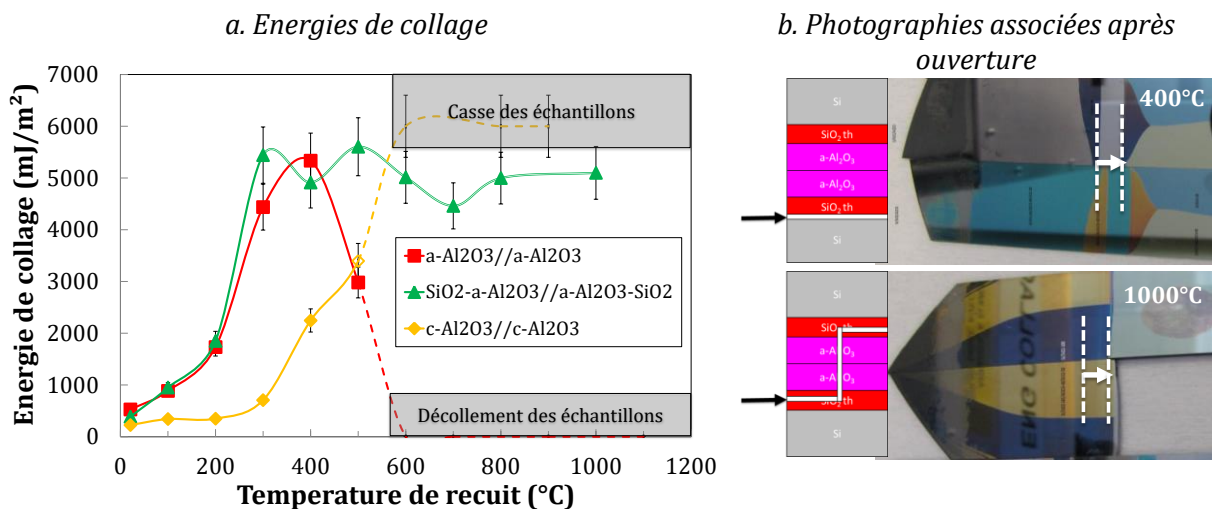 a. Energies de collage
b. Photographies associées après
ouverture
7000
6000
5000
4000
3000
2000
1000
0
Energie de collage (mJ/m²)
Casse des échantillons
a-Al2O3//a-Al2O3
SiO2-a-Al2O3//a-Al2O3-SiO2
c-Al2O3//c-Al2O3
Décollement des échantillons
0 200 400 600 800 1000 1200
Temperature de recuit (°C)
Si
SiO₂ th
a-Al₂O₃
a-Al₂O₃
SiO₂ th
Si
400°C
Si
SiO₂ th
a-Al₂O₃
a-Al₂O₃
SiO₂ th
Si
1000°C